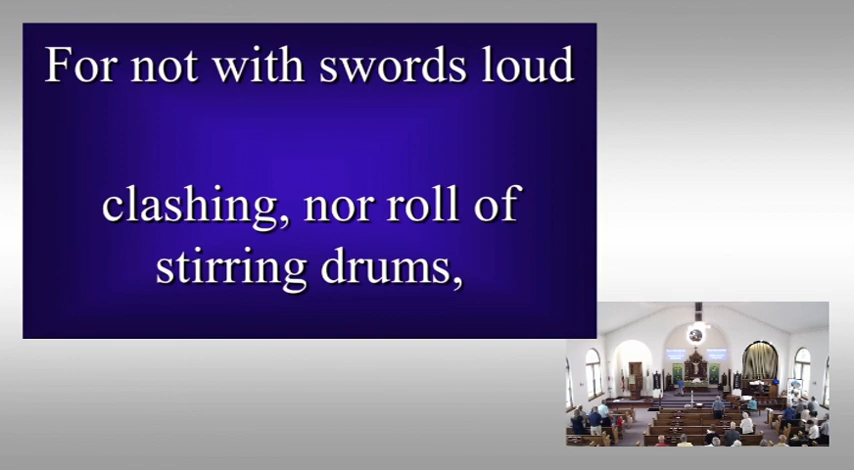 For not with swords loud
clashing, nor roll of
stirring drums,